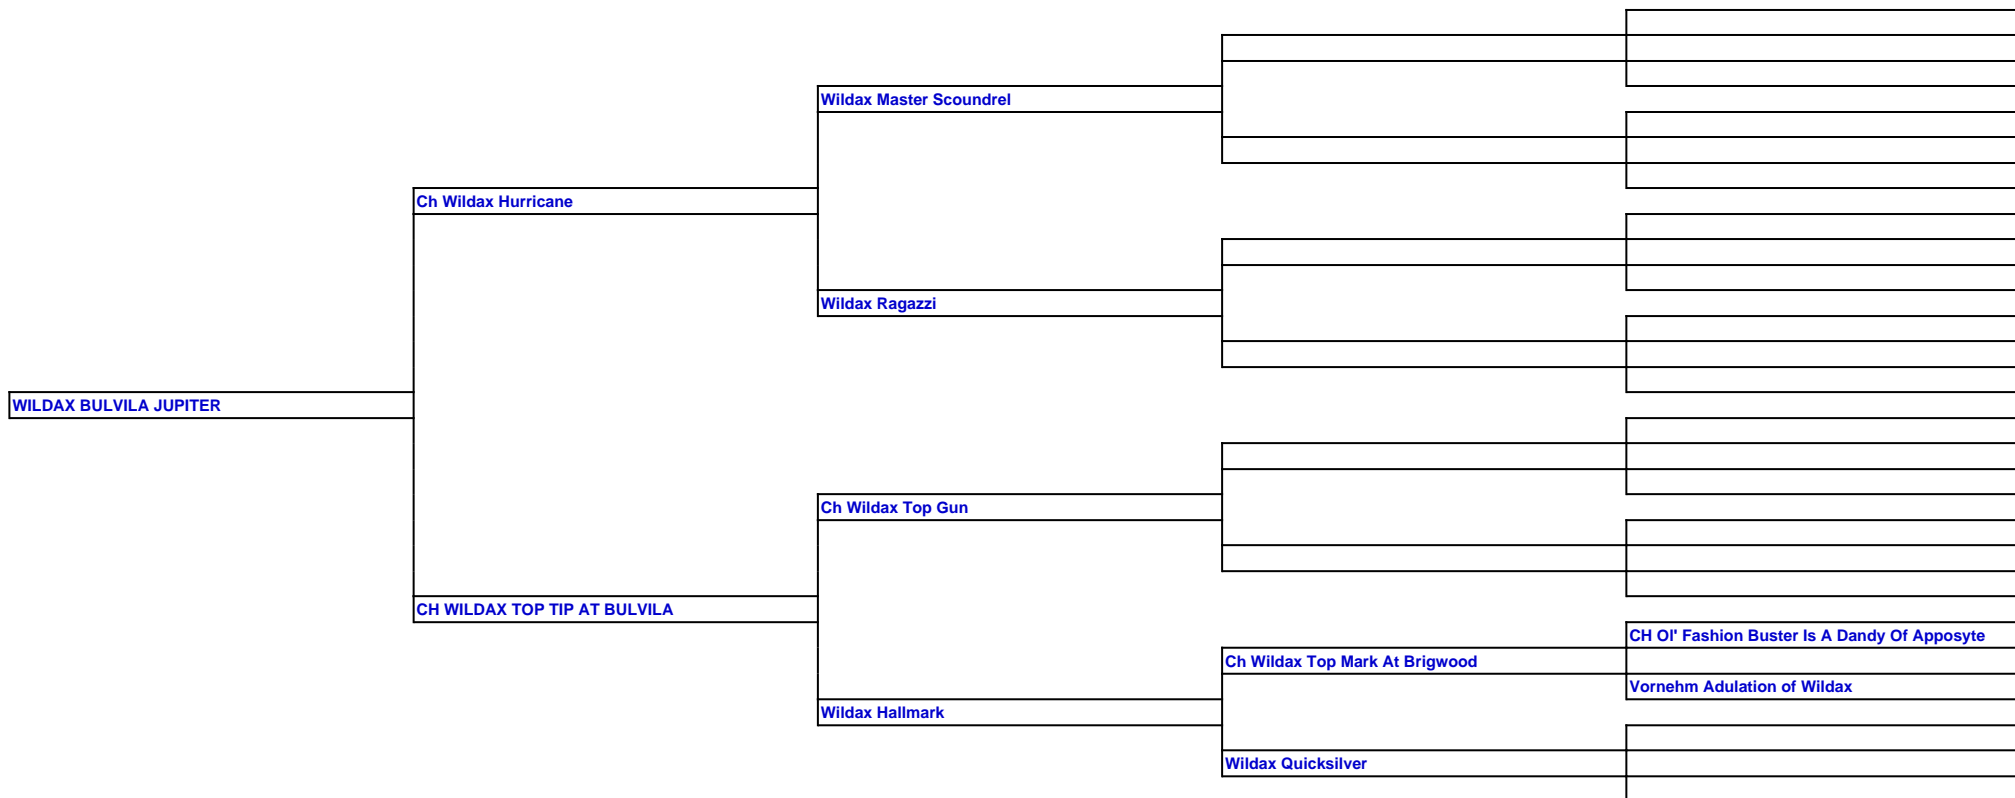 Wildax Master Scoundrel
Ch Wildax Hurricane
Wildax Ragazzi
WILDAX BULVILA JUPITER
Ch Wildax Top Gun
CH WILDAX TOP TIP AT BULVILA
CH Ol' Fashion Buster Is A Dandy Of Apposyte
Ch Wildax Top Mark At Brigwood
Vornehm Adulation of Wildax
Wildax Hallmark
Wildax Quicksilver